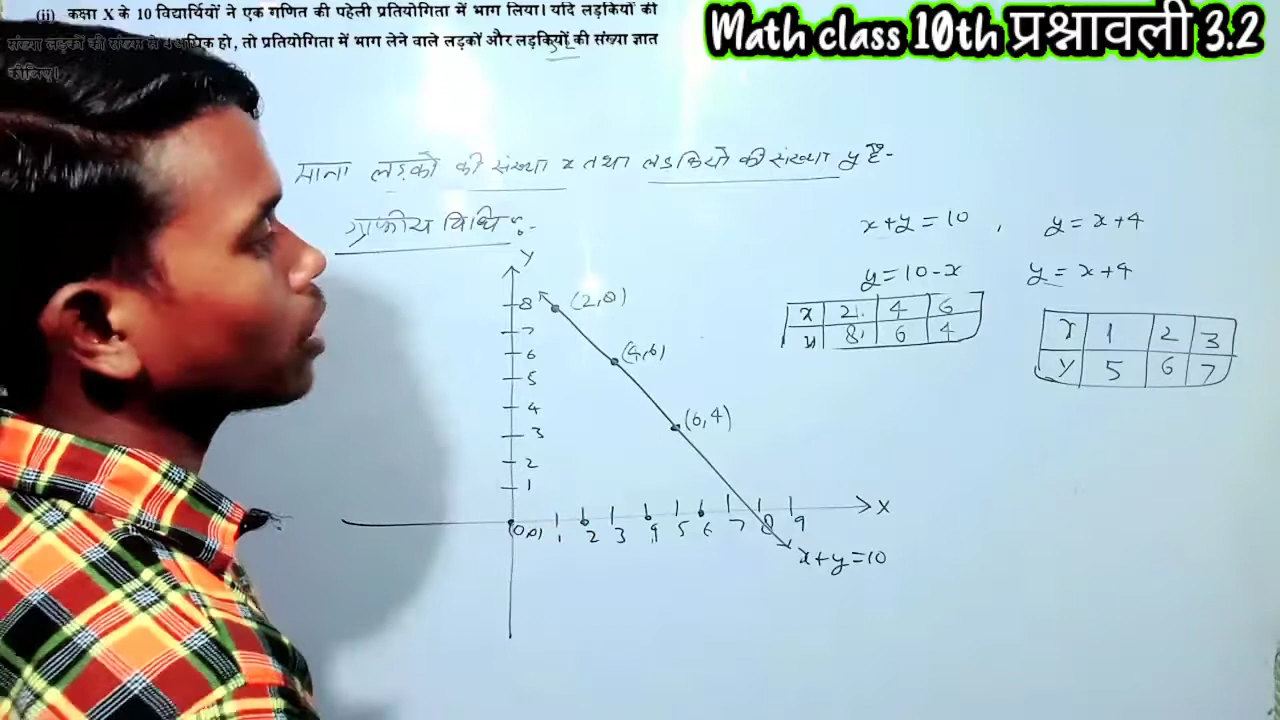 (ii) कक्षा X के 10 विद्यार्थियों ने एक गणित की पहेली प्रतियोगिता में भाग लिया। यदि लड़कियों की
संख्या लड़कों की संख्या से 4 अधिक हो, तो प्रतियोगिता में भाग लेने वाले लड़कों और लड़कियों की संख्या ज्ञात
कीजिए।
Math class 10th प्रश्नावली 3.2
माना लड़को की संख्या x तथा लडकियो की संख्या y है-
ग्राफीय विधि :-
x+y=10 , y=x+4
y=10-x y=x+4
x 2 4 6
y 8 6 4
x 1 2 3
y 5 6 7
Y
8 (2,8)
7
6 (4,6)
5
4 (6,4)
3
2
1
X
1 2 3 4 5 6 7 8 9
x+y=10